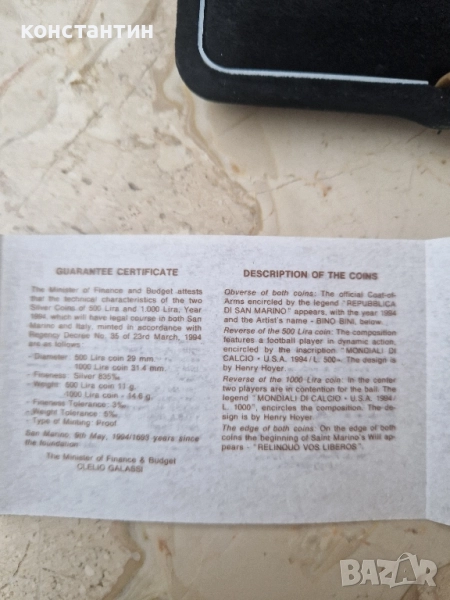 КОНСТАНТИН
GUARANTEE CERTIFICATE
The Minister of Finance and Budget attests
that the technical characteristics of the two
Silver Coins of 500 Lira and 1.000 Lira, Year
1994, which will have legal course in both San
Marino and Italy, minted in accordance with
Regency Decree No. 35 of 23rd March, 1994
are as follows:
- Diameter: 500 Lira coin 29 mm.
1000 Lira coin 31.4 mm.
- Fineness: Silver 835‰
- Weight: 500 Lira coin 11 g.
1000 Lira coin - 14.6 g.
- Fineness Tolerance: 3‰
- Weight Tolerance 5‰
- Type of Minting: Proof
San Marino, 9th May, 1994/1693 years since
the foundation
The Minister of Finance & Budget
CLELIO GALASSI
DESCRIPTION OF THE COINS
Obverse of both coins: The official Coat-of-
Arms encircled by the legend "REPUBBLICA
DI SAN MARINO" appears, with the year 1994
and the Artist's name - BINO BINI, below.
Reverse of the 500 Lira coin: The composition
features a football player in dynamic action,
encircled by the inscription "MONDIALI DI
CALCIO - U.S.A. 1994/L. 500". The design is
by Henry Hoyer.
Reverse of the 1000 Lira coin: In the center
two players are in contention for the ball. The
legend "MONDIALI DI CALCIO - U.S.A. 1994/
L. 1000", encircles the composition. The de-
sign is by Henry Hoyer.
The edge of both coins: On the edge of both
coins the beginning of Saint Marino's Will ap-
pears - "RELINQUO VOS LIBEROS".
BAZAR